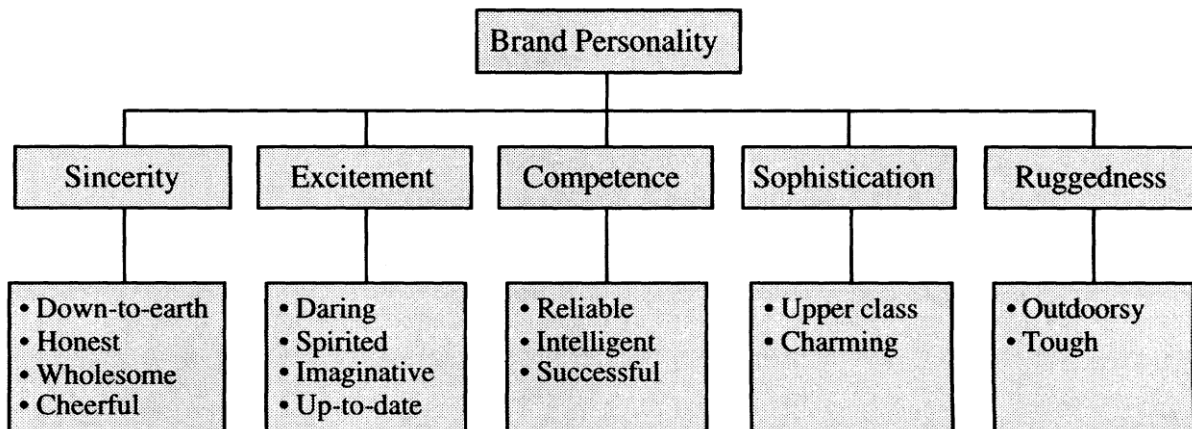 Brand Personality
Sincerity
Excitement
Competence
Sophistication
Ruggedness
• Down-to-earth
• Honest
• Wholesome
• Cheerful
• Daring
• Spirited
• Imaginative
• Up-to-date
• Reliable
• Intelligent
• Successful
• Upper class
• Charming
• Outdoorsy
• Tough